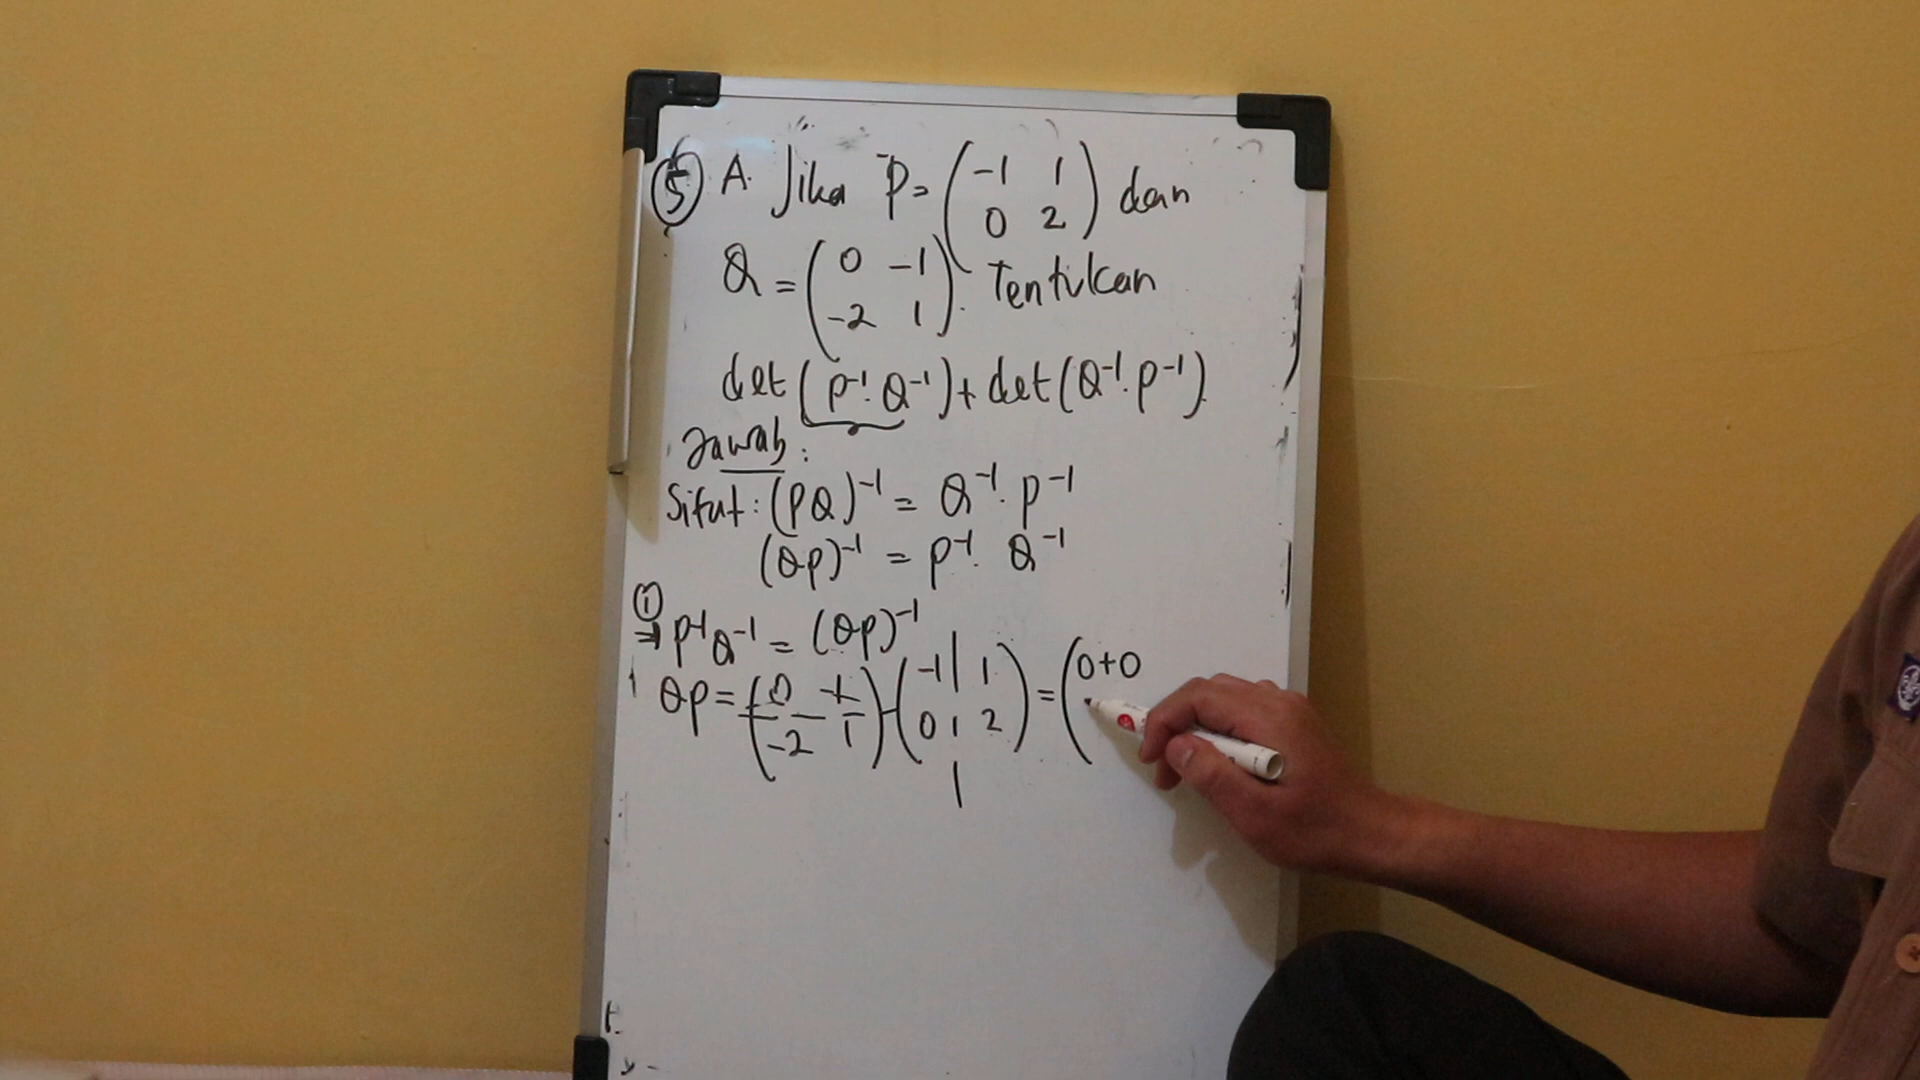 5 A. Jika P = (-1 1
0 2) dan
Q = (0 -1
-2 1). Tentukan
det (P⁻¹.Q⁻¹) + det (Q⁻¹.P⁻¹).
Jawab:
Sifat: (PQ)⁻¹ = Q⁻¹. P⁻¹
(QP)⁻¹ = P⁻¹. Q⁻¹
1
⇒ P⁻¹Q⁻¹ = (QP)⁻¹
QP = (0 -1 (-1 1 = (0+0
-2 1) 0 2)